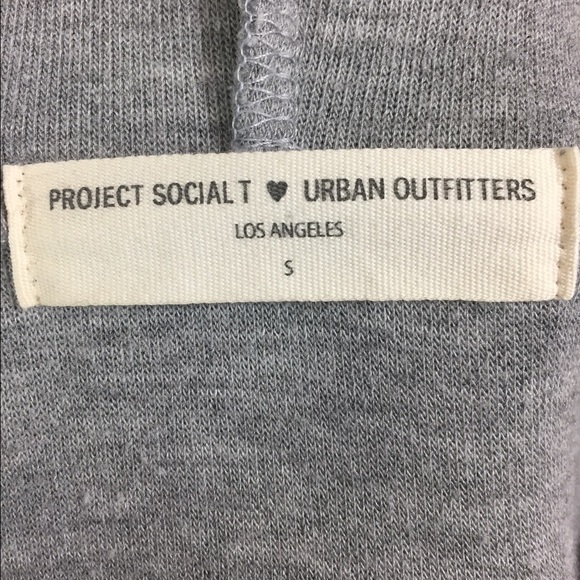 PROJECT SOCIAL T ♥ URBAN OUTFITTERS
LOS ANGELES
S